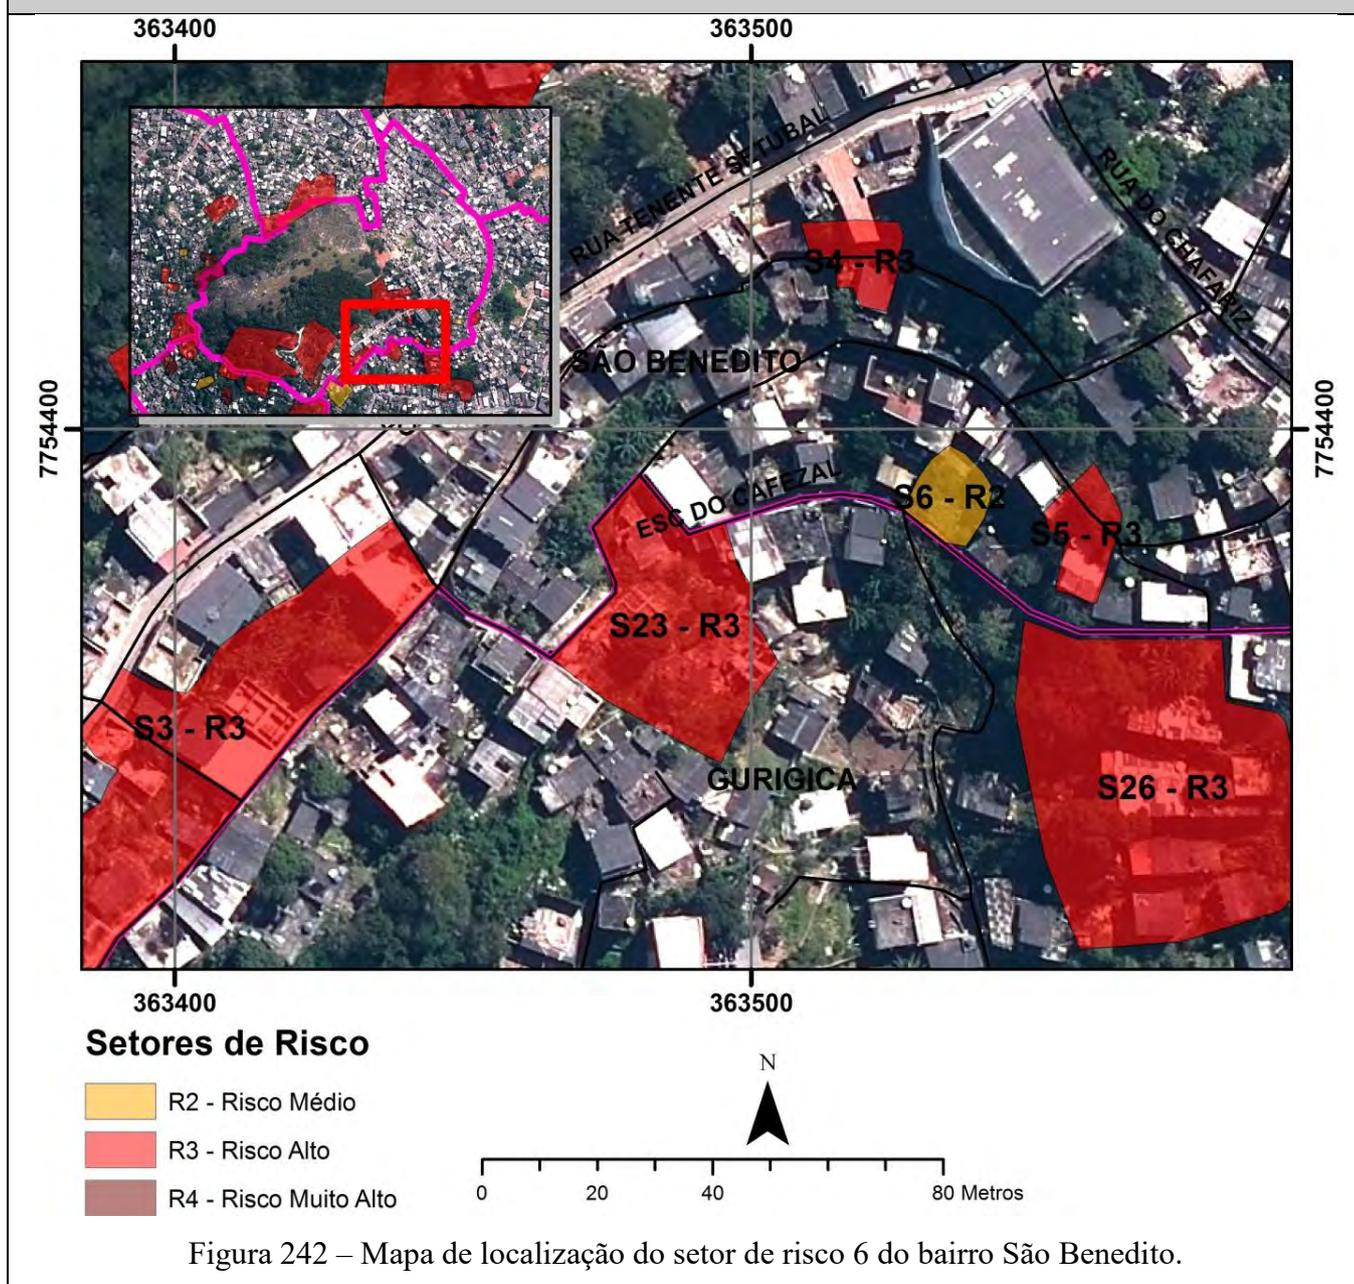 363400 363500
RUA TENENTE SETUBAL
RUA DO CHAFARIZ
S4 - R3
SÃO BENEDITO
7754400 7754400
ESC DO CAFEZAL
S6 - R2
S5 - R3
S23 - R3
S3 - R3
GURIGICA
S26 - R3
363400 363500
Setores de Risco
R2 - Risco Médio
R3 - Risco Alto
R4 - Risco Muito Alto
N
0 20 40 80 Metros
Figura 242 – Mapa de localização do setor de risco 6 do bairro São Benedito.